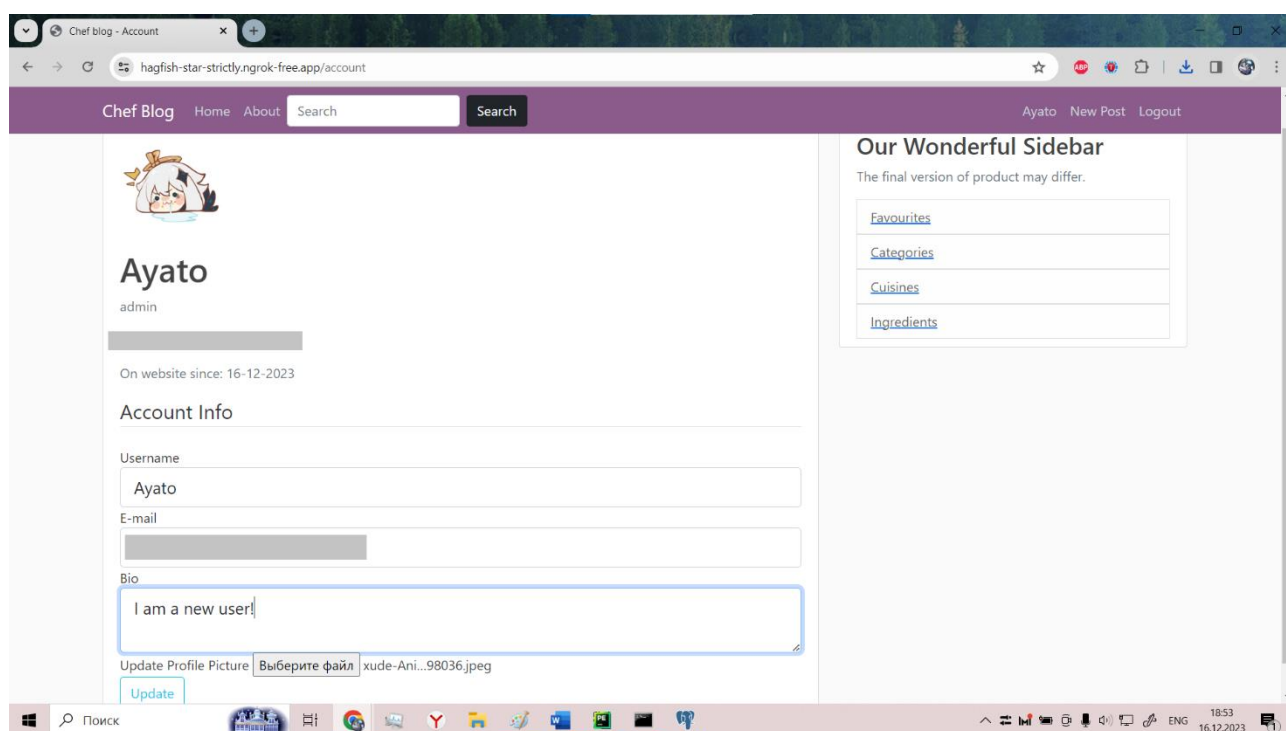 Chef blog - Account
hagfish-star-strictly.ngrok-free.app/account
ABP
Chef Blog Home About Search Search Ayato New Post Logout
Ayato
admin
On website since: 16-12-2023
Account Info
Username
Ayato
E-mail
Bio
I am a new user!
Update Profile Picture Выберите файл xude-Ani...98036.jpeg
Update
Our Wonderful Sidebar
The final version of product may differ.
Favourites
Categories
Cuisines
Ingredients
Поиск
ENG
18:53
16.12.2023